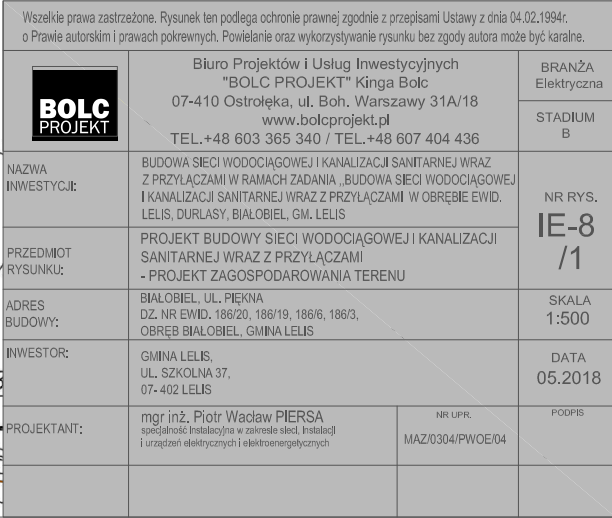 Wszelkie prawa zastrzeżone. Rysunek ten podlega ochronie prawnej zgodnie z przepisami Ustawy z dnia 04.02.1994r.
o Prawie autorskim i prawach pokrewnych. Powielanie oraz wykorzystywanie rysunku bez zgody autora może być karalne.
BOLC
PROJEKT
Biuro Projektów i Usług Inwestycyjnych
"BOLC PROJEKT" Kinga Bolc
07-410 Ostrołęka, ul. Boh. Warszawy 31A/18
www.bolcprojekt.pl
TEL.+48 603 365 340 / TEL.+48 607 404 436
BRANŻA
Elektryczna
STADIUM
B
NAZWA
INWESTYCJI:
BUDOWA SIECI WODOCIĄGOWEJ I KANALIZACJI SANITARNEJ WRAZ
Z PRZYŁĄCZAMI W RAMACH ZADANIA ,,BUDOWA SIECI WODOCIĄGOWEJ
I KANALIZACJI SANITARNEJ WRAZ Z PRZYŁĄCZAMI W OBRĘBIE EWID.
LELIS, DURLASY, BIAŁOBIEL, GM. LELIS
NR RYS.
IE-8
/1
PRZEDMIOT
RYSUNKU:
PROJEKT BUDOWY SIECI WODOCIĄGOWEJ I KANALIZACJI
SANITARNEJ WRAZ Z PRZYŁĄCZAMI
- PROJEKT ZAGOSPODAROWANIA TERENU
ADRES
BUDOWY:
BIAŁOBIEL, UL. PIĘKNA
DZ. NR EWID. 186/20, 186/19, 186/6, 186/3,
OBRĘB BIAŁOBIEL, GMINA LELIS
SKALA
1:500
INWESTOR:
GMINA LELIS,
UL. SZKOLNA 37,
07- 402 LELIS
DATA
05.2018
PROJEKTANT:
mgr inż. Piotr Wacław PIERSA
specjalność instalacyjna w zakresie sieci, instalacji
i urządzeń elektrycznych i elektroenergetycznych
NR UPR.
MAZ/0304/PWOE/04
PODPIS